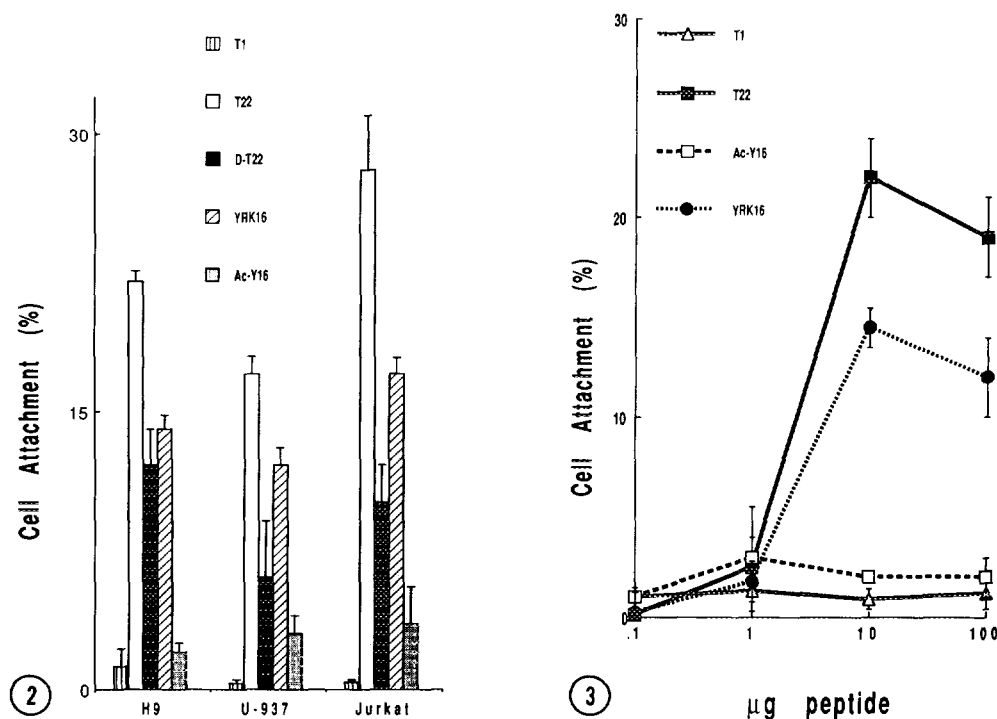 T1
T22
D-T22
YRK16
Ac-Y16
30
15
0
Cell Attachment (%)
H9 U-937 Jurkat
2
T1
T22
Ac-Y16
YRK16
30
20
10
0
Cell Attachment (%)
.1 1 10 100
μg peptide
3